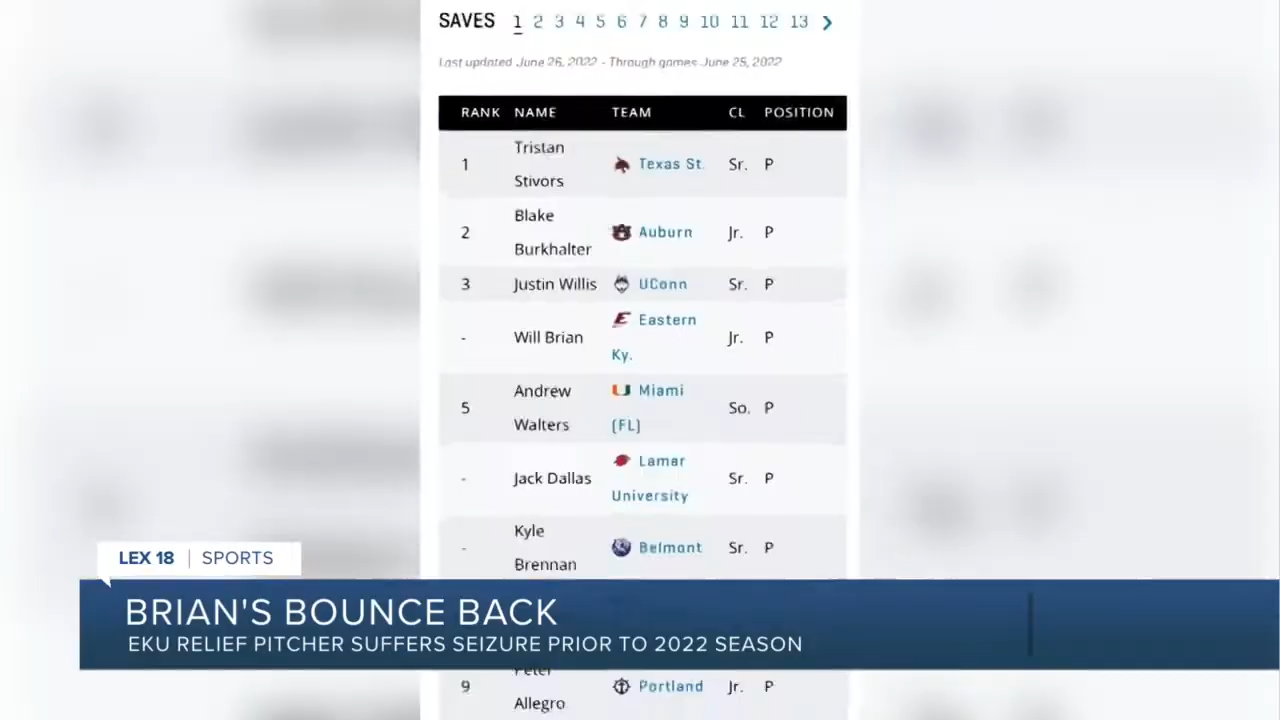 SAVES 1 2 3 4 5 6 7 8 9 10 11 12 13
Last updated June 26, 2022 - Through games June 25, 2022
RANK NAME TEAM CL POSITION
1 Tristan Stivors Texas St. Sr. P
2 Blake Burkhalter Auburn Jr. P
3 Justin Willis UConn Sr. P
- Will Brian Eastern Ky. Jr. P
5 Andrew Walters Miami (FL) So. P
- Jack Dallas Lamar University Sr. P
- Kyle Brennan Belmont Sr. P
LEX 18 | SPORTS
BRIAN'S BOUNCE BACK
EKU RELIEF PITCHER SUFFERS SEIZURE PRIOR TO 2022 SEASON
9 Peter Allegro Portland Jr. P